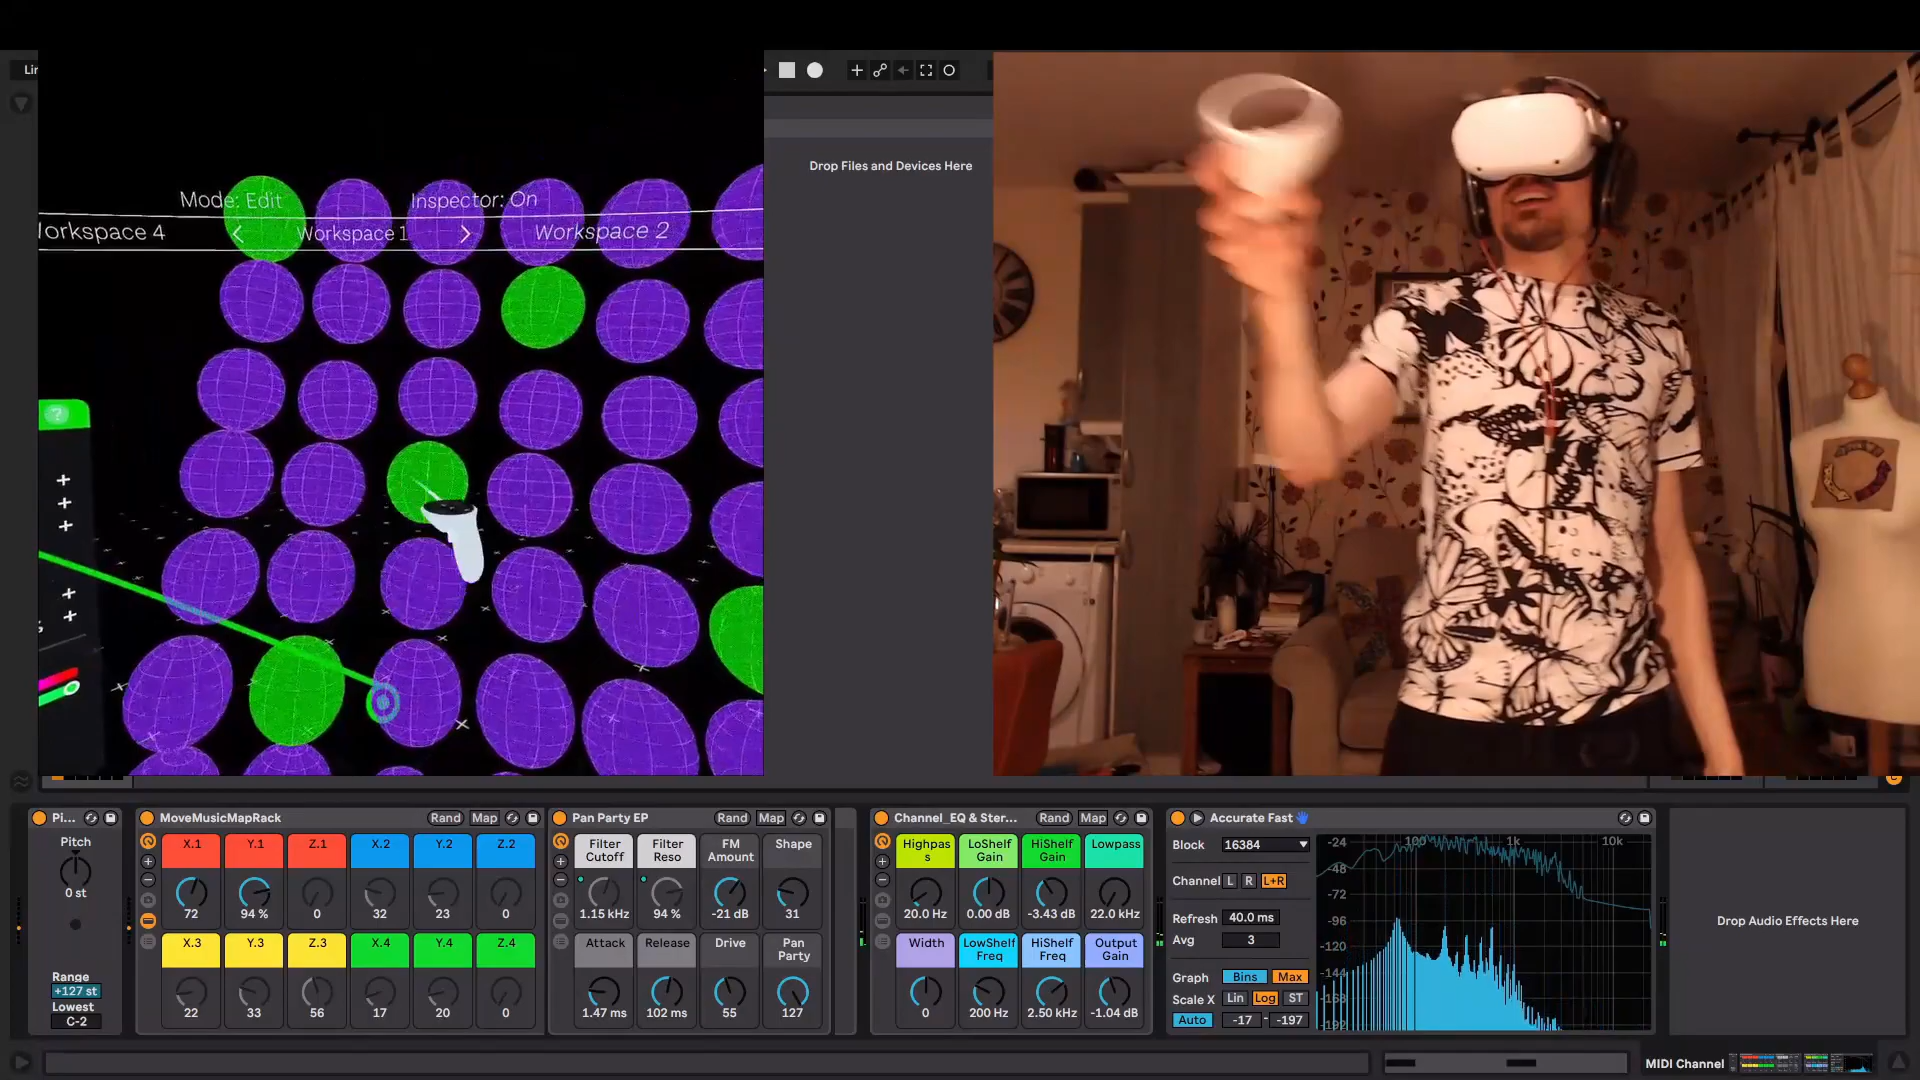 Lin
Drop Files and Devices Here
Mode: Edit
Inspector: On
orkspace 4
<
Workspace 1
>
Workspace 2
?
Pi...
Pitch
0 st
Range
+127 st
Lowest
C-2
MoveMusicMapRack
Rand
Map
X.1
Y.1
Z.1
X.2
Y.2
Z.2
72
94 %
0
32
23
0
X.3
Y.3
Z.3
X.4
Y.4
Z.4
22
33
56
17
20
0
Pan Party EP
Rand
Map
Filter Cutoff
Filter Reso
FM Amount
Shape
1.15 kHz
94 %
-21 dB
31
Attack
Release
Drive
Pan Party
1.47 ms
102 ms
55
127
Channel_EQ & Ster...
Rand
Map
Highpass
LoShelf Gain
HiShelf Gain
Lowpass
20.0 Hz
0.00 dB
-3.43 dB
22.0 kHz
Width
LowShelf Freq
HiShelf Freq
Output Gain
0
200 Hz
2.50 kHz
-1.04 dB
Accurate Fast
Block
16384
Channel
L
R
L+R
Refresh
40.0 ms
Avg
3
Graph
Bins
Max
Scale X
Lin
Log
ST
Auto
-17
-
-197
-24
-48
-72
-96
-120
-144
-168
-192
100
1k
10k
Drop Audio Effects Here
MIDI Channel